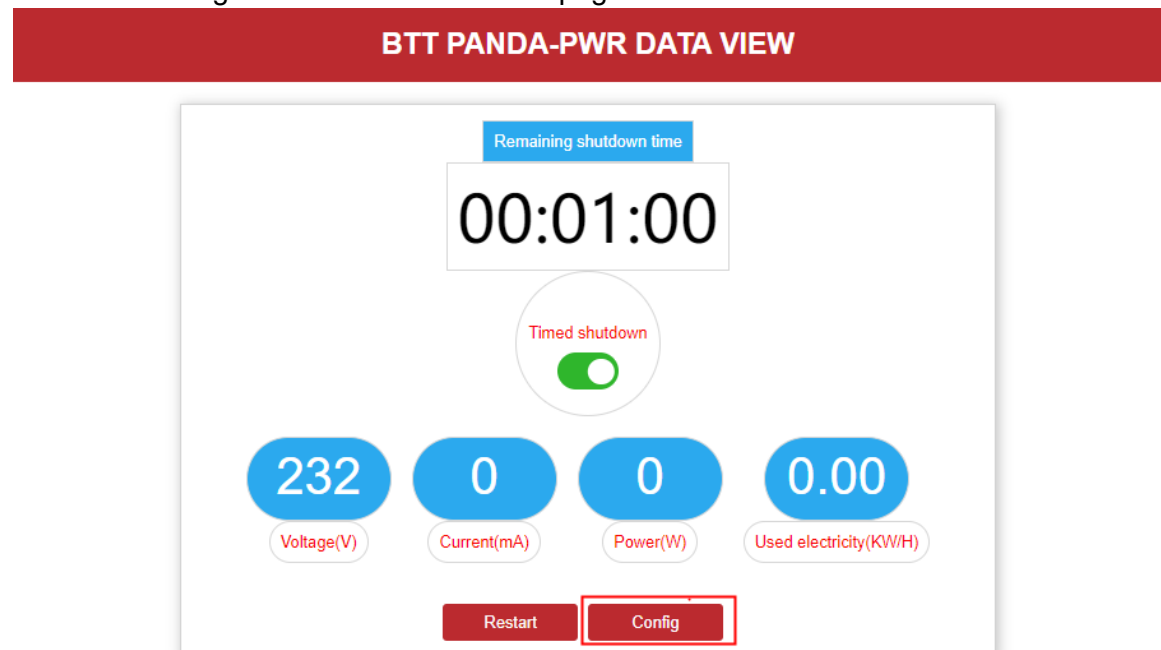 BTT PANDA-PWR DATA VIEW
Remaining shutdown time
00:01:00
Timed shutdown
232 0 0 0.00
Voltage(V) Current(mA) Power(W) Used electricity(KW/H)
Restart Config